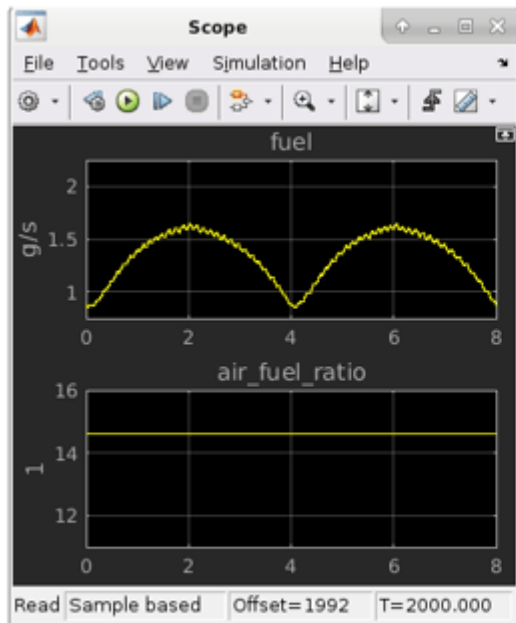 Scope
File Tools View Simulation Help
fuel
g/s
2
1.5
1
0 2 4 6 8
air_fuel_ratio
1
16
14
12
0 2 4 6 8
Read Sample based Offset=1992 T=2000.000